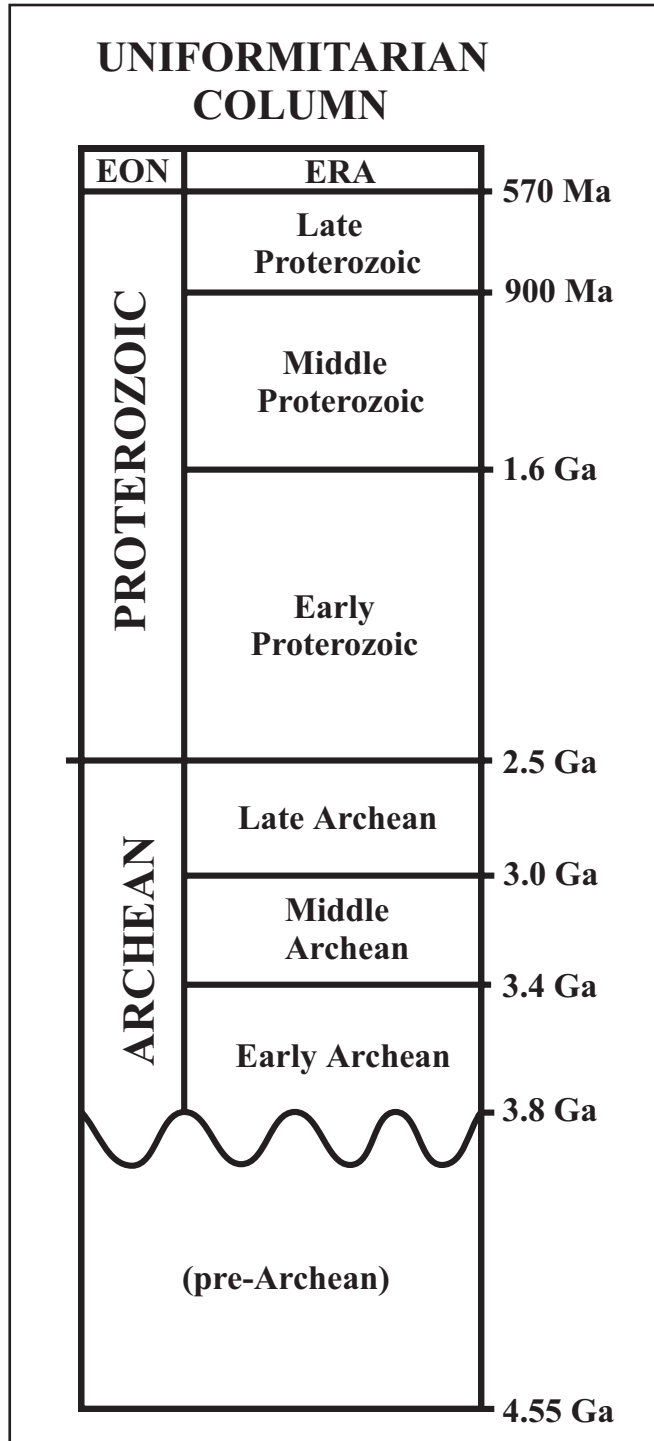 UNIFORMITARIAN
COLUMN
EON
ERA
570 Ma
Late
Proterozoic
900 Ma
Middle
Proterozoic
1.6 Ga
PROTEROZOIC
Early
Proterozoic
2.5 Ga
Late Archean
3.0 Ga
ARCHEAN
Middle
Archean
3.4 Ga
Early Archean
3.8 Ga
(pre-Archean)
4.55 Ga